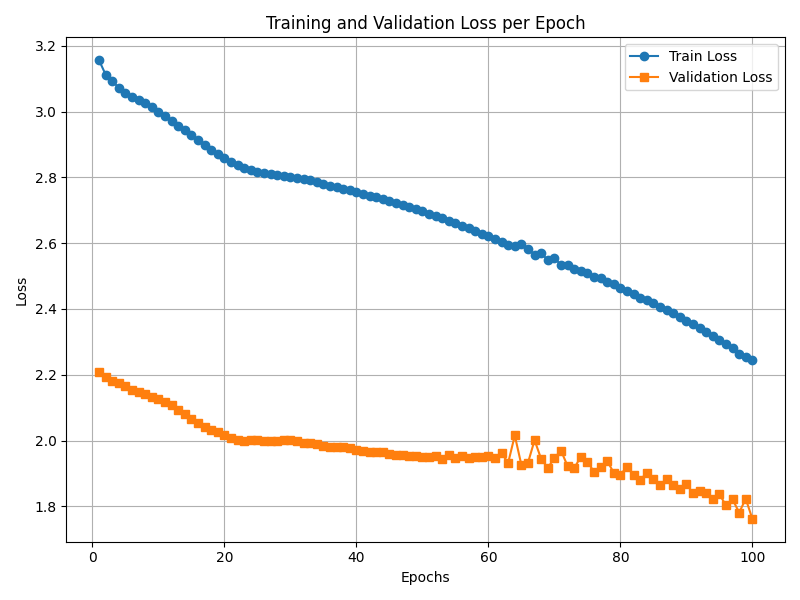 Training and Validation Loss per Epoch
Train Loss
Validation Loss
Loss
3.2
3.0
2.8
2.6
2.4
2.2
2.0
1.8
0 20 40 60 80 100
Epochs